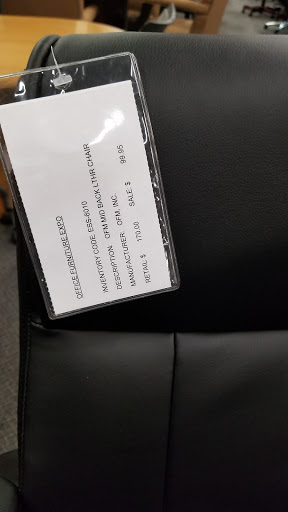 OFFICE FURNITURE EXPO
INVENTORY CODE: ESS-6010
DESCRIPTION: OFM MID BACK LTHR CHAIR
MANUFACTURER: OFM, INC.
RETAIL $ 170.00 SALE: $ 99.95